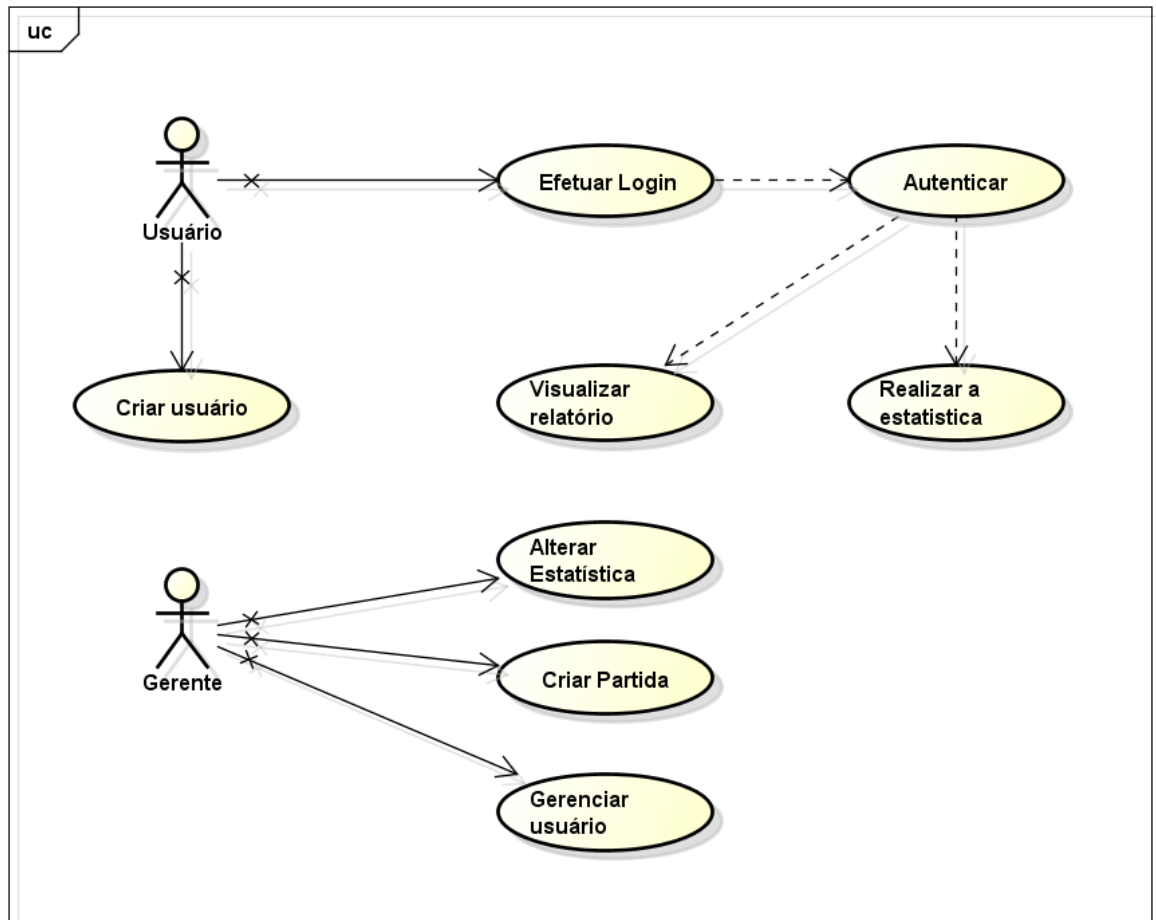 uc
Usuário
Efetuar Login
Autenticar
Criar usuário
Visualizar
relatório
Realizar a
estatistica
Gerente
Alterar
Estatística
Criar Partida
Gerenciar
usuário